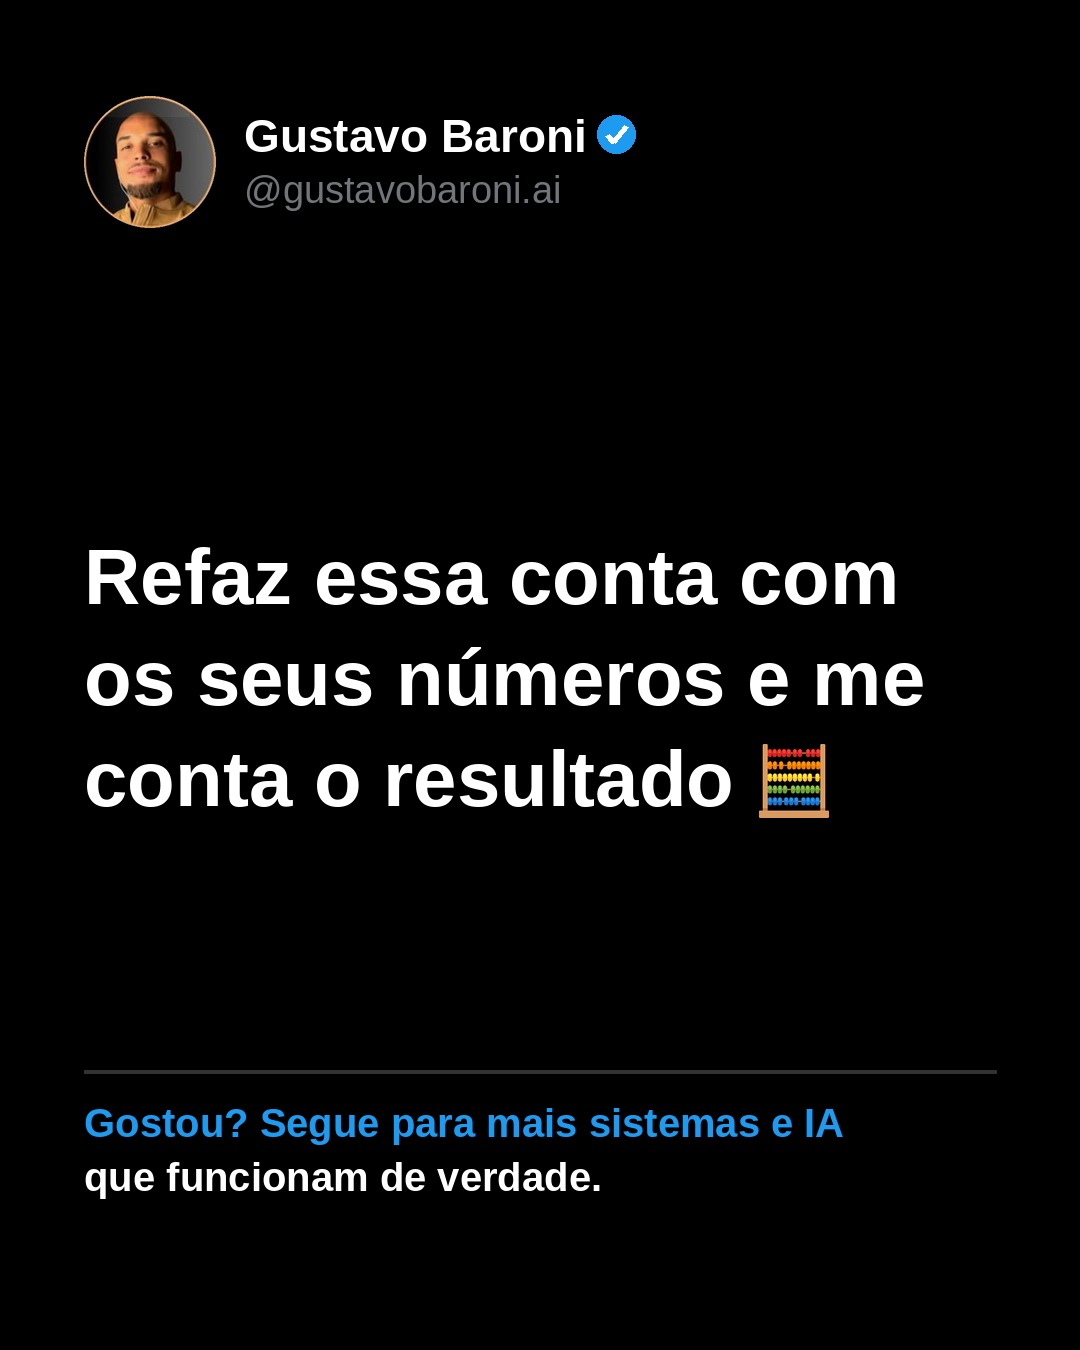 Gustavo Baroni
@gustavobaroni.ai
Refaz essa conta com
os seus números e me
conta o resultado 🧮
Gostou? Segue para mais sistemas e IA
que funcionam de verdade.